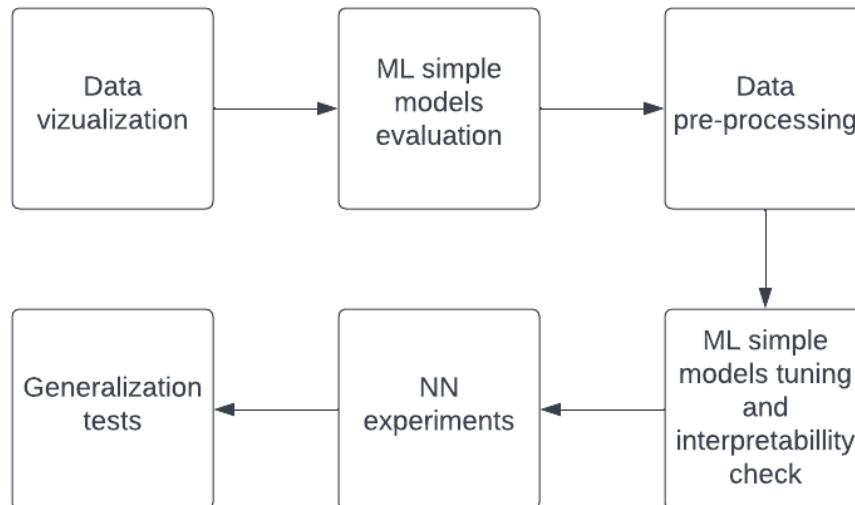 Data
vizualization
ML simple
models
evaluation
Data
pre-processing
ML simple
models tuning
and
interpretabillity
check
NN
experiments
Generalization
tests